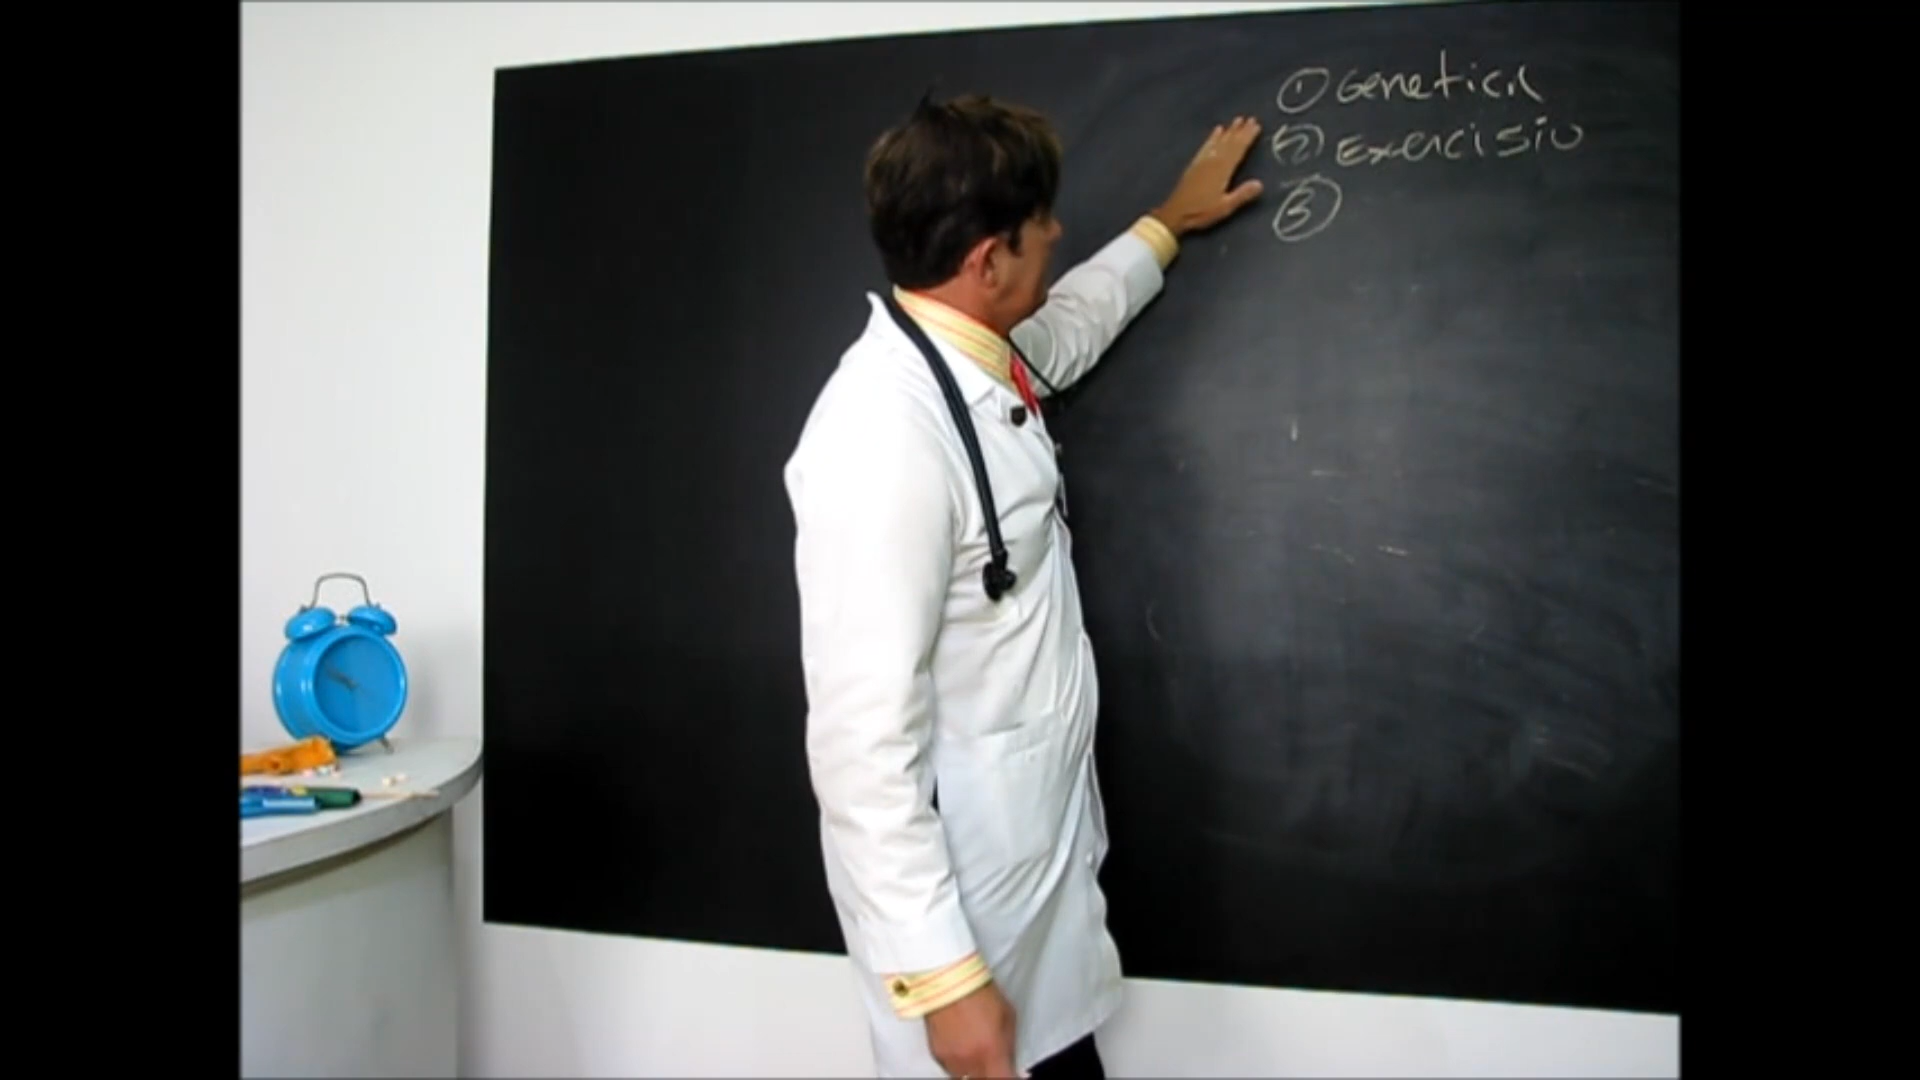 ① Genetica
② Exercisio
③